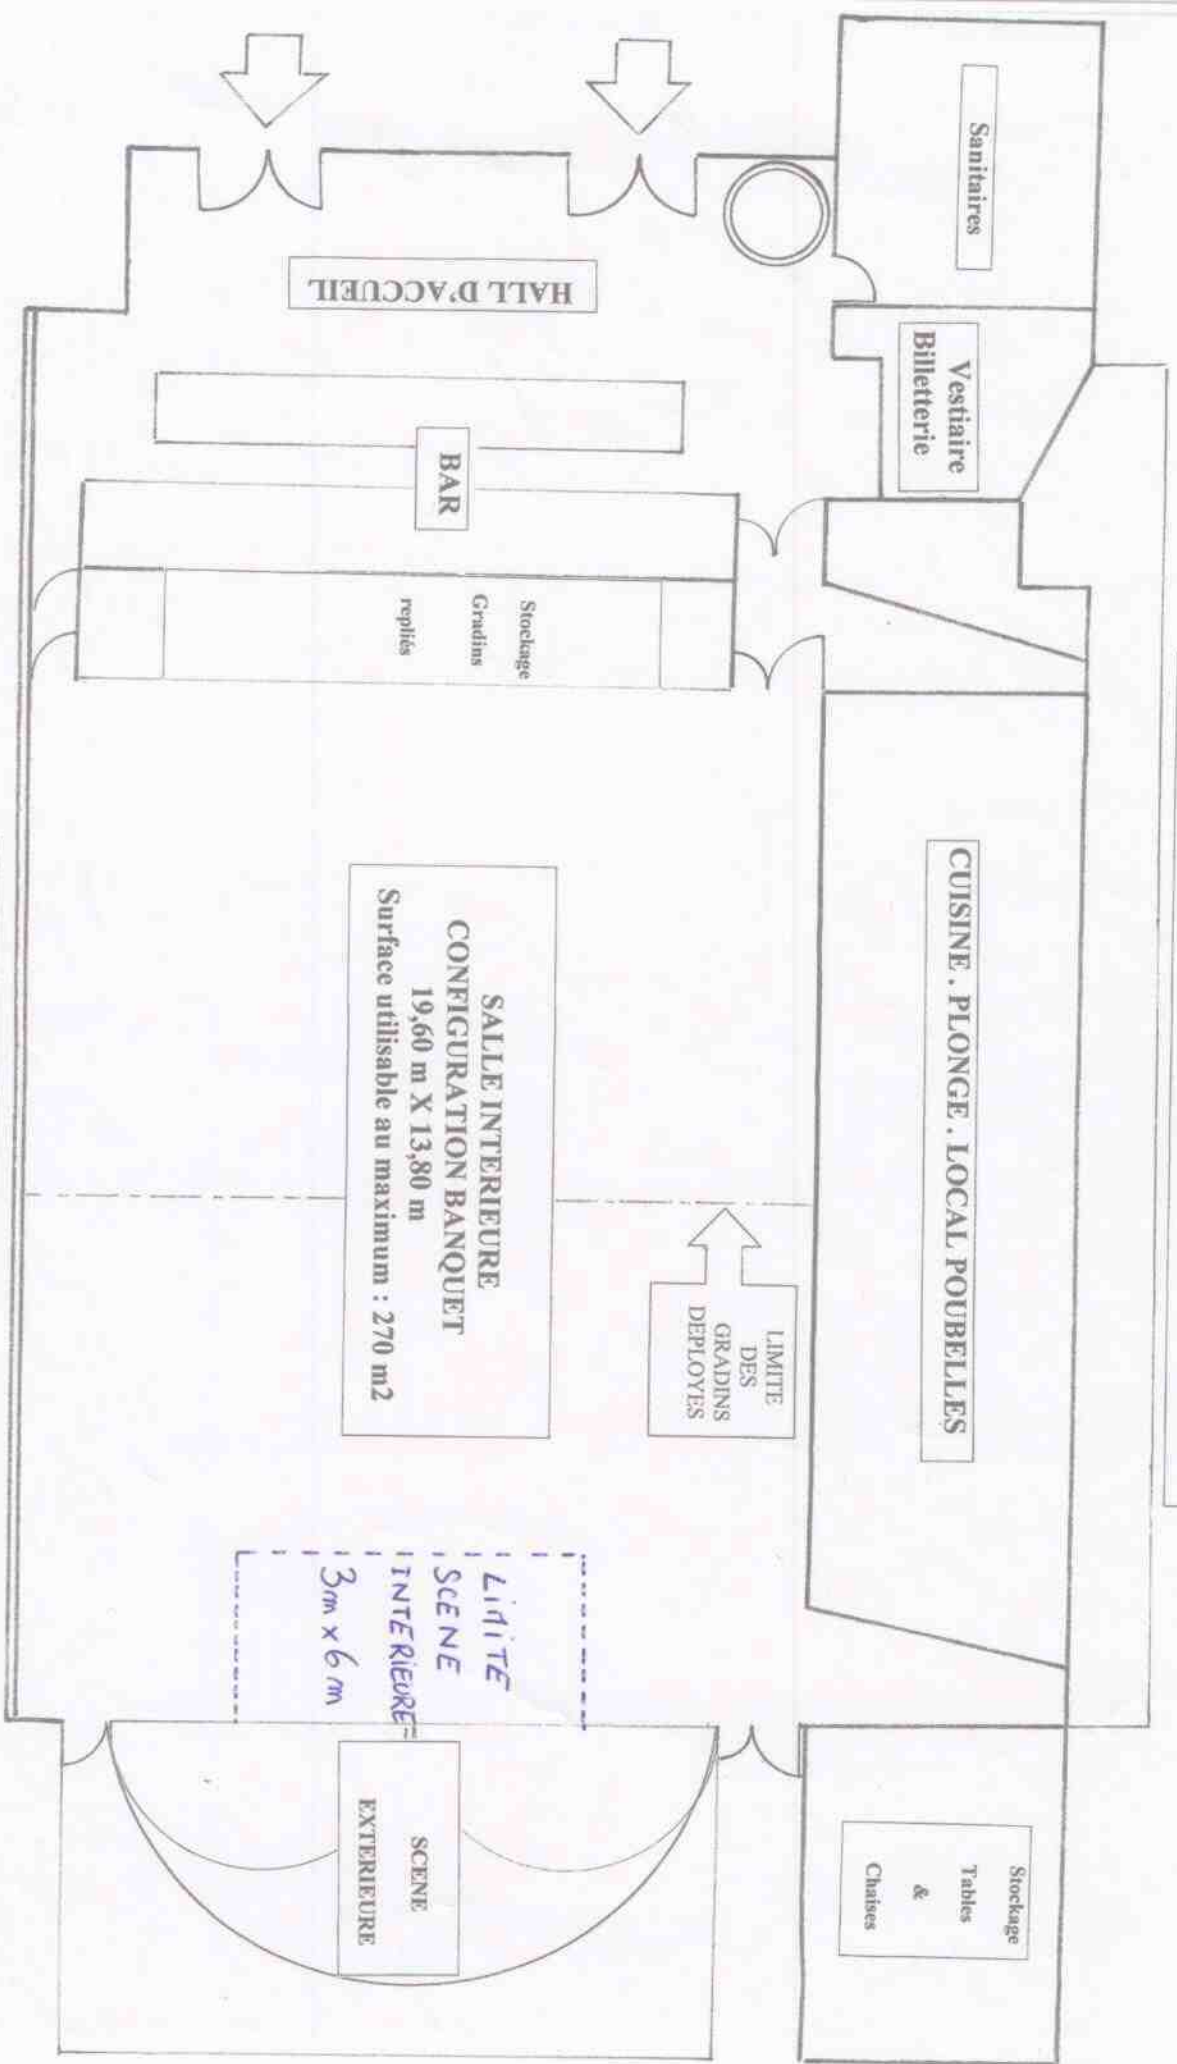 Sanitaires
Vestiaire
Billetterie
HALL D'ACCUEIL
BAR
Stockage
Gradins
repliés
CUISINE . PLONGE . LOCAL POUBELLES
SALLE INTERIEURE
CONFIGURATION BANQUET
19,60 m X 13,80 m
Surface utilisable au maximum : 270 m2
LIMITE
DES
GRADINS
DEPLOYES
LiMiTE
SCENE
INTERIEURE
3m x 6m
SCENE
EXTERIEURE
Stockage
Tables
&
Chaises